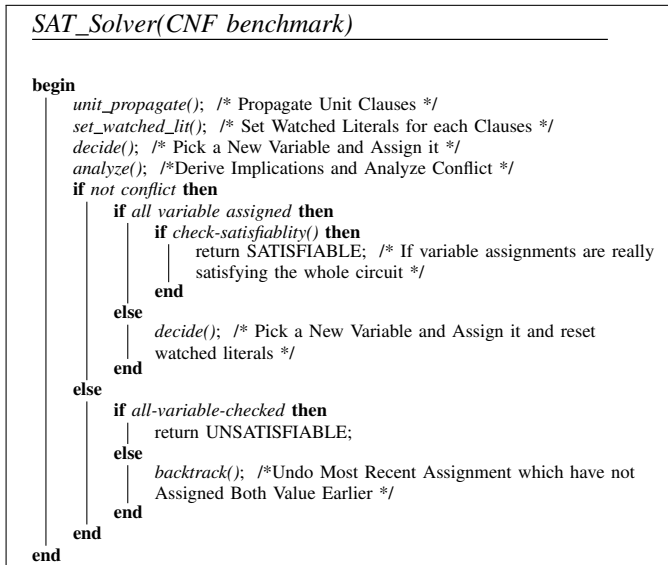 SAT_Solver(CNF benchmark)
begin
unit_propagate(); /* Propagate Unit Clauses */
set_watched_lit(); /* Set Watched Literals for each Clauses */
decide(); /* Pick a New Variable and Assign it */
analyze(); /*Derive Implications and Analyze Conflict */
if not conflict then
if all variable assigned then
if check-satisfiablity() then
return SATISFIABLE; /* If variable assignments are really
satisfying the whole circuit */
end
else
decide(); /* Pick a New Variable and Assign it and reset
watched literals */
end
else
if all-variable-checked then
return UNSATISFIABLE;
else
backtrack(); /*Undo Most Recent Assignment which have not
Assigned Both Value Earlier */
end
end
end